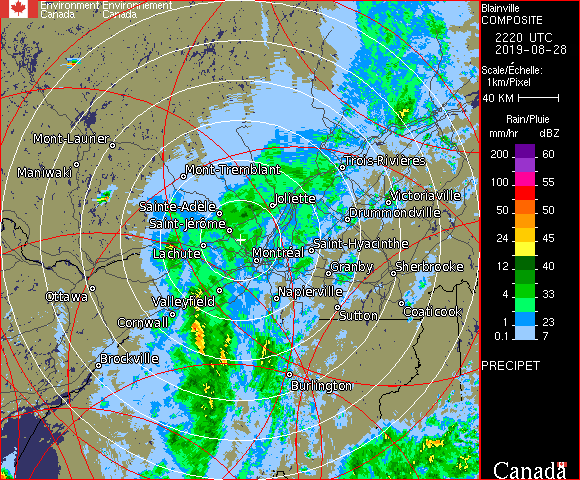 Environment Environnement
Canada Canada
Mont-Laurier
Maniwaki
Mont-Tremblant
Trois-Rivières
Sainte-Adèle
Joliette
Victoriaville
Drummondville
Saint-Jérôme
Lachute
Montréal
Saint-Hyacinthe
Granby
Sherbrooke
Ottawa
Valleyfield
Napierville
Cornwall
Sutton
Coaticook
Brockville
Burlington
Blainville
COMPOSITE
2220 UTC
2019-08-28
Scale/Échelle:
1km/Pixel
40 KM
Rain/Pluie
mm/hr dBZ
200 60
100 55
50 50
24 45
12 40
8 33
4 33
1 23
0.1 7
PRECIPET
Canada